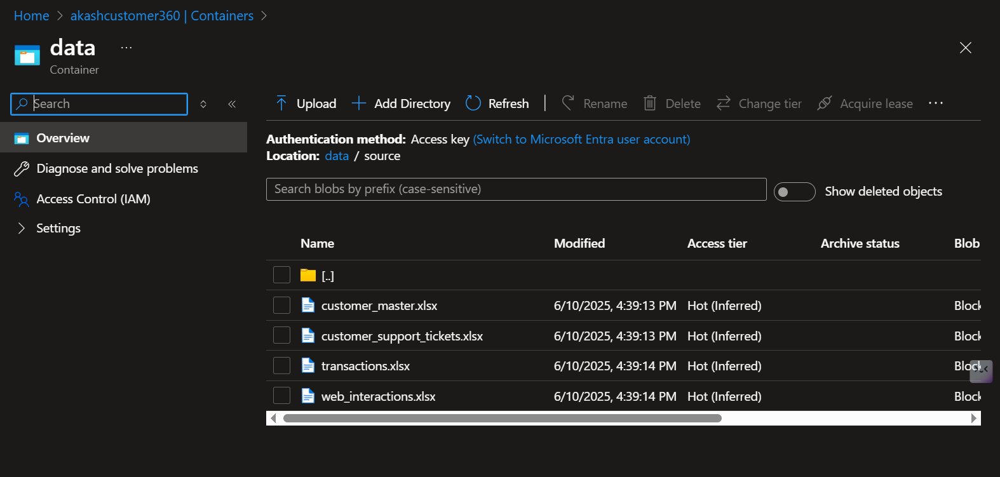 Home > akashcustomer360 | Containers >
data ...
Container
Search
Upload Add Directory Refresh | Rename Delete Change tier Acquire lease ...
Overview
Diagnose and solve problems
Access Control (IAM)
Settings
Authentication method: Access key (Switch to Microsoft Entra user account)
Location: data / source
Search blobs by prefix (case-sensitive)
Show deleted objects
Name Modified Access tier Archive status Blob
[..]
customer_master.xlsx 6/10/2025, 4:39:13 PM Hot (Inferred) Block
customer_support_tickets.xlsx 6/10/2025, 4:39:13 PM Hot (Inferred) Block
transactions.xlsx 6/10/2025, 4:39:14 PM Hot (Inferred) Block
web_interactions.xlsx 6/10/2025, 4:39:14 PM Hot (Inferred) Block